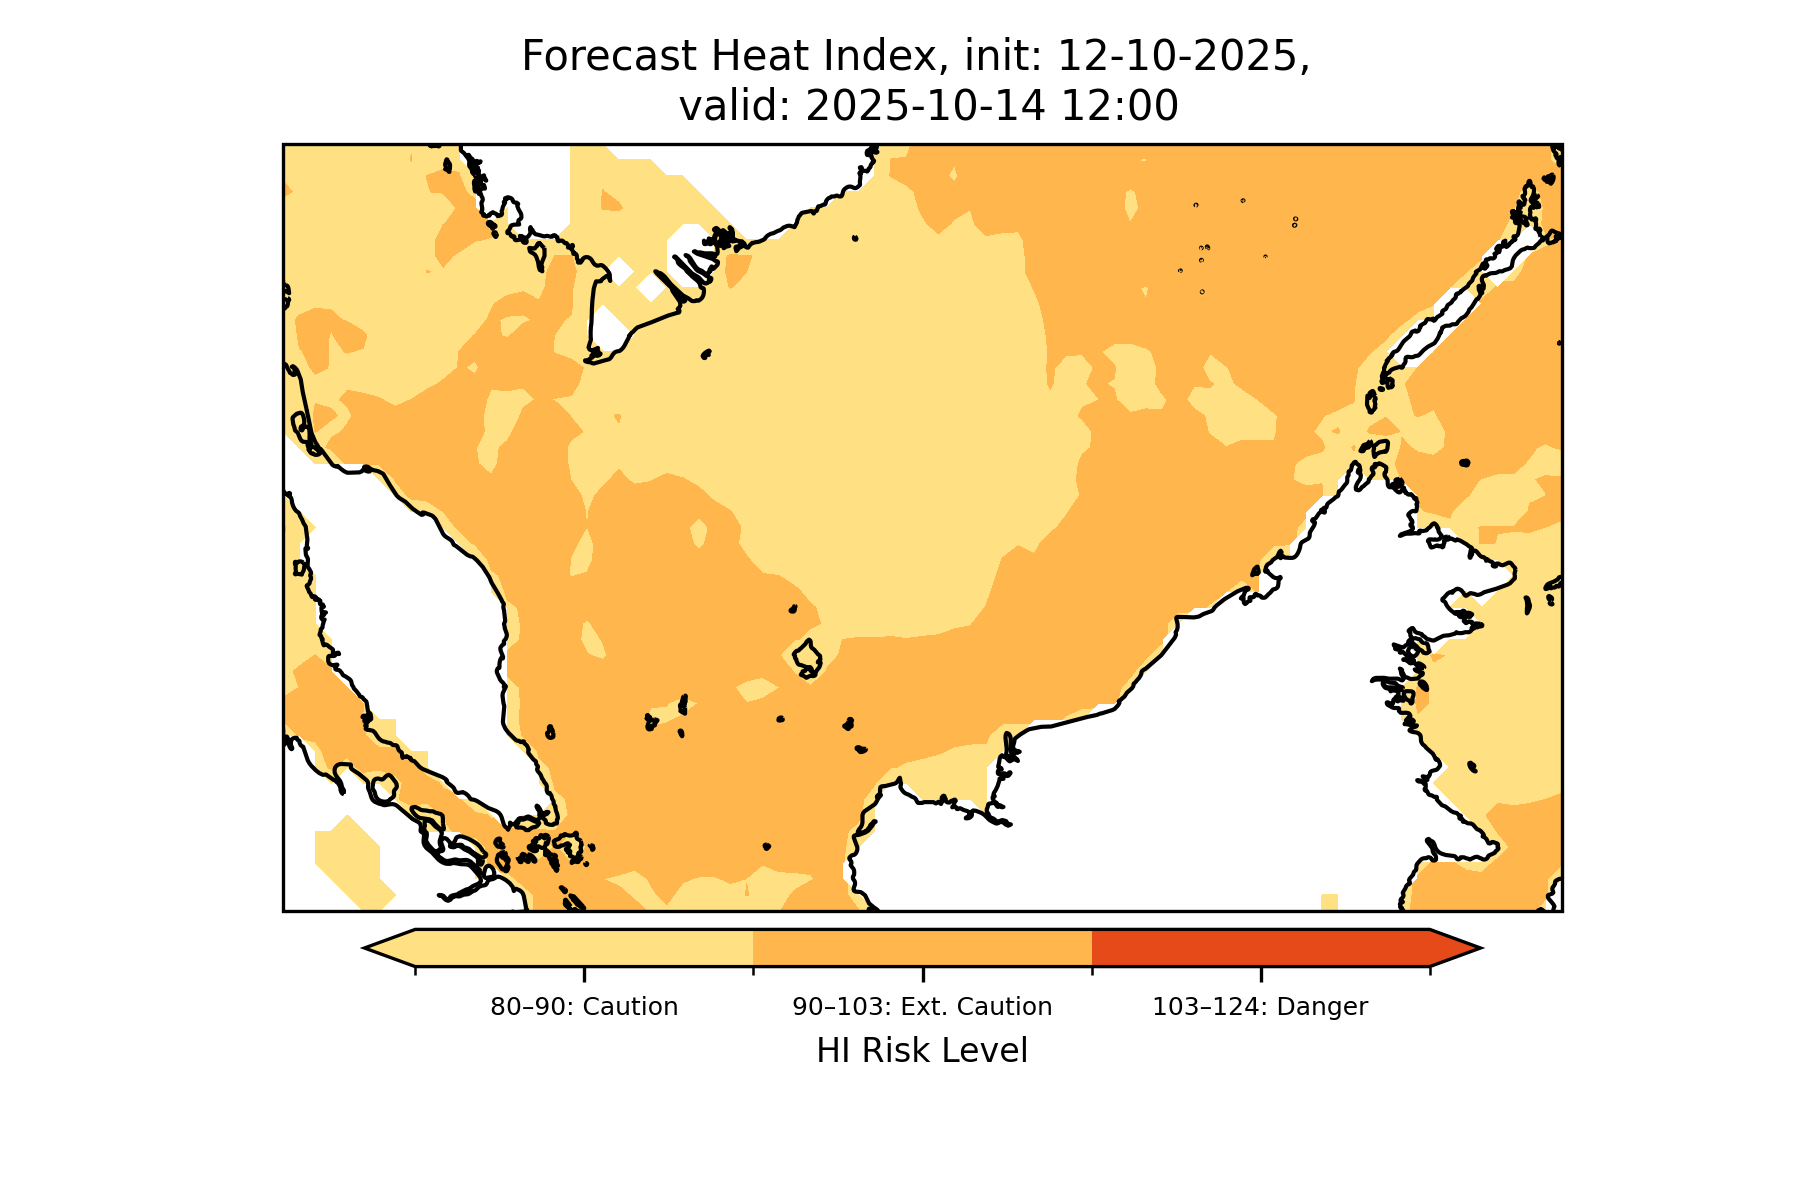 Forecast Heat Index, init: 12-10-2025,
valid: 2025-10-14 12:00
80–90: Caution
90–103: Ext. Caution
103–124: Danger
HI Risk Level